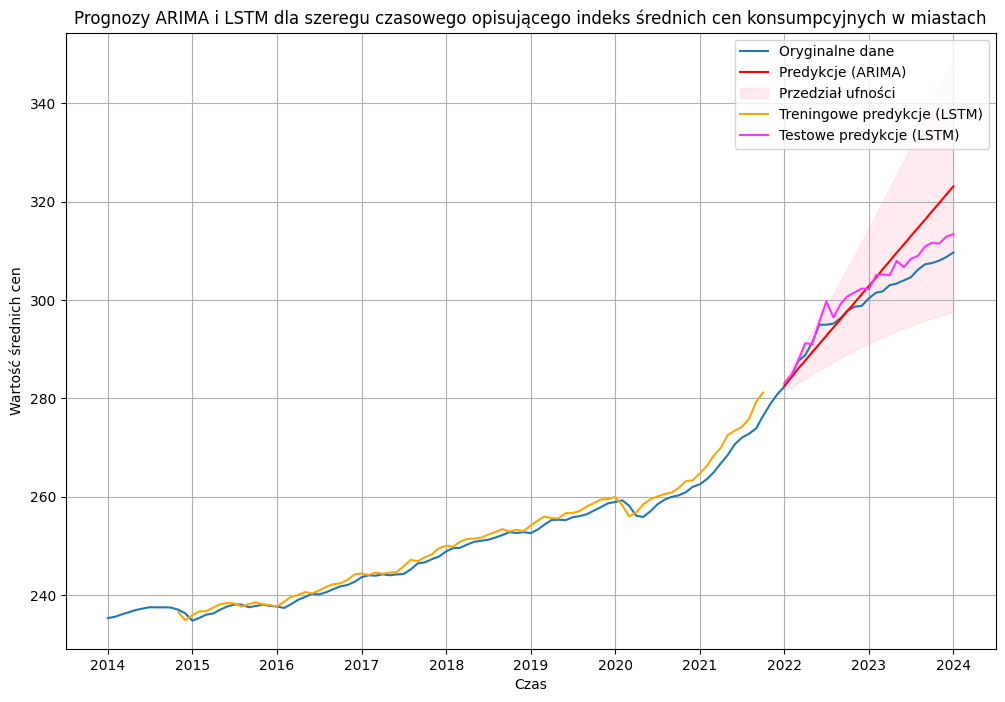 Prognozy ARIMA i LSTM dla szeregu czasowego opisującego indeks średnich cen konsumpcyjnych w miastach
Oryginalne dane
Predykcje (ARIMA)
Przedział ufności
Treningowe predykcje (LSTM)
Testowe predykcje (LSTM)
Wartość średnich cen
340
320
300
280
260
240
2014 2015 2016 2017 2018 2019 2020 2021 2022 2023 2024
Czas